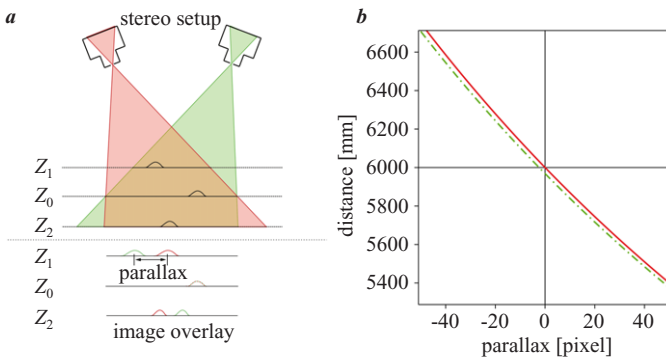 a
stereo setup
Z1
Z0
Z2
Z1
parallax
Z0
Z2
image overlay
b
distance [mm]
6600
6400
6200
6000
5800
5600
5400
-40
-20
0
20
40
parallax [pixel]